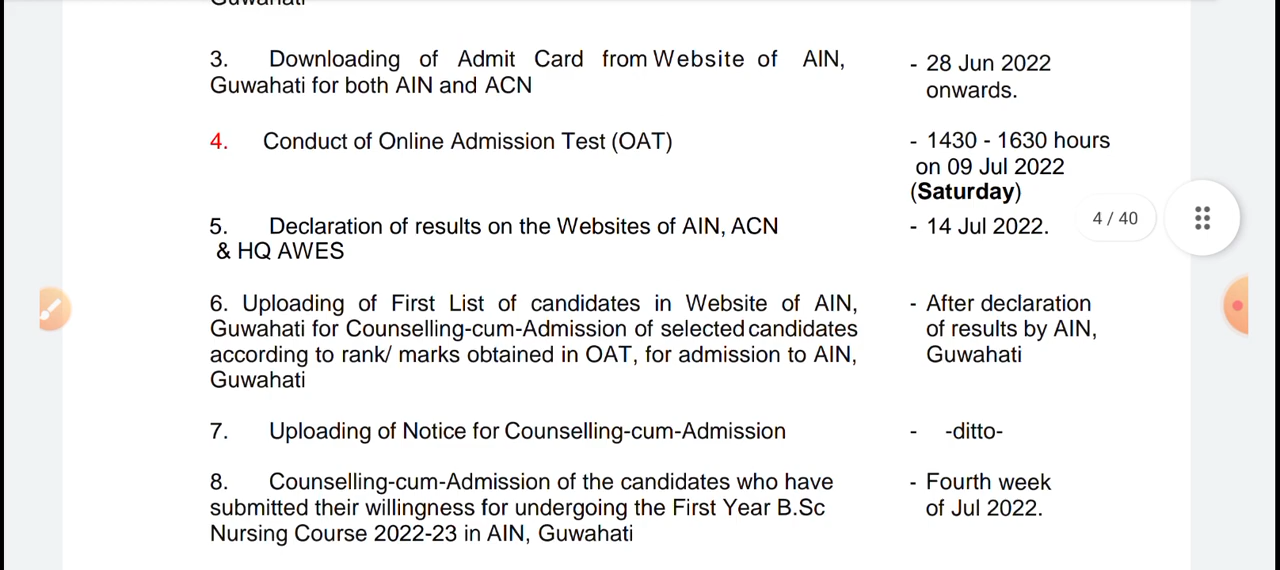 Guwahati
3. Downloading of Admit Card from Website of AIN, - 28 Jun 2022
Guwahati for both AIN and ACN onwards.
4. Conduct of Online Admission Test (OAT) - 1430 - 1630 hours
on 09 Jul 2022
(Saturday)
5. Declaration of results on the Websites of AIN, ACN - 14 Jul 2022.
& HQ AWES
4 / 40
6. Uploading of First List of candidates in Website of AIN, - After declaration
Guwahati for Counselling-cum-Admission of selected candidates of results by AIN,
according to rank/ marks obtained in OAT, for admission to AIN, Guwahati
Guwahati
7. Uploading of Notice for Counselling-cum-Admission - -ditto-
8. Counselling-cum-Admission of the candidates who have - Fourth week
submitted their willingness for undergoing the First Year B.Sc of Jul 2022.
Nursing Course 2022-23 in AIN, Guwahati